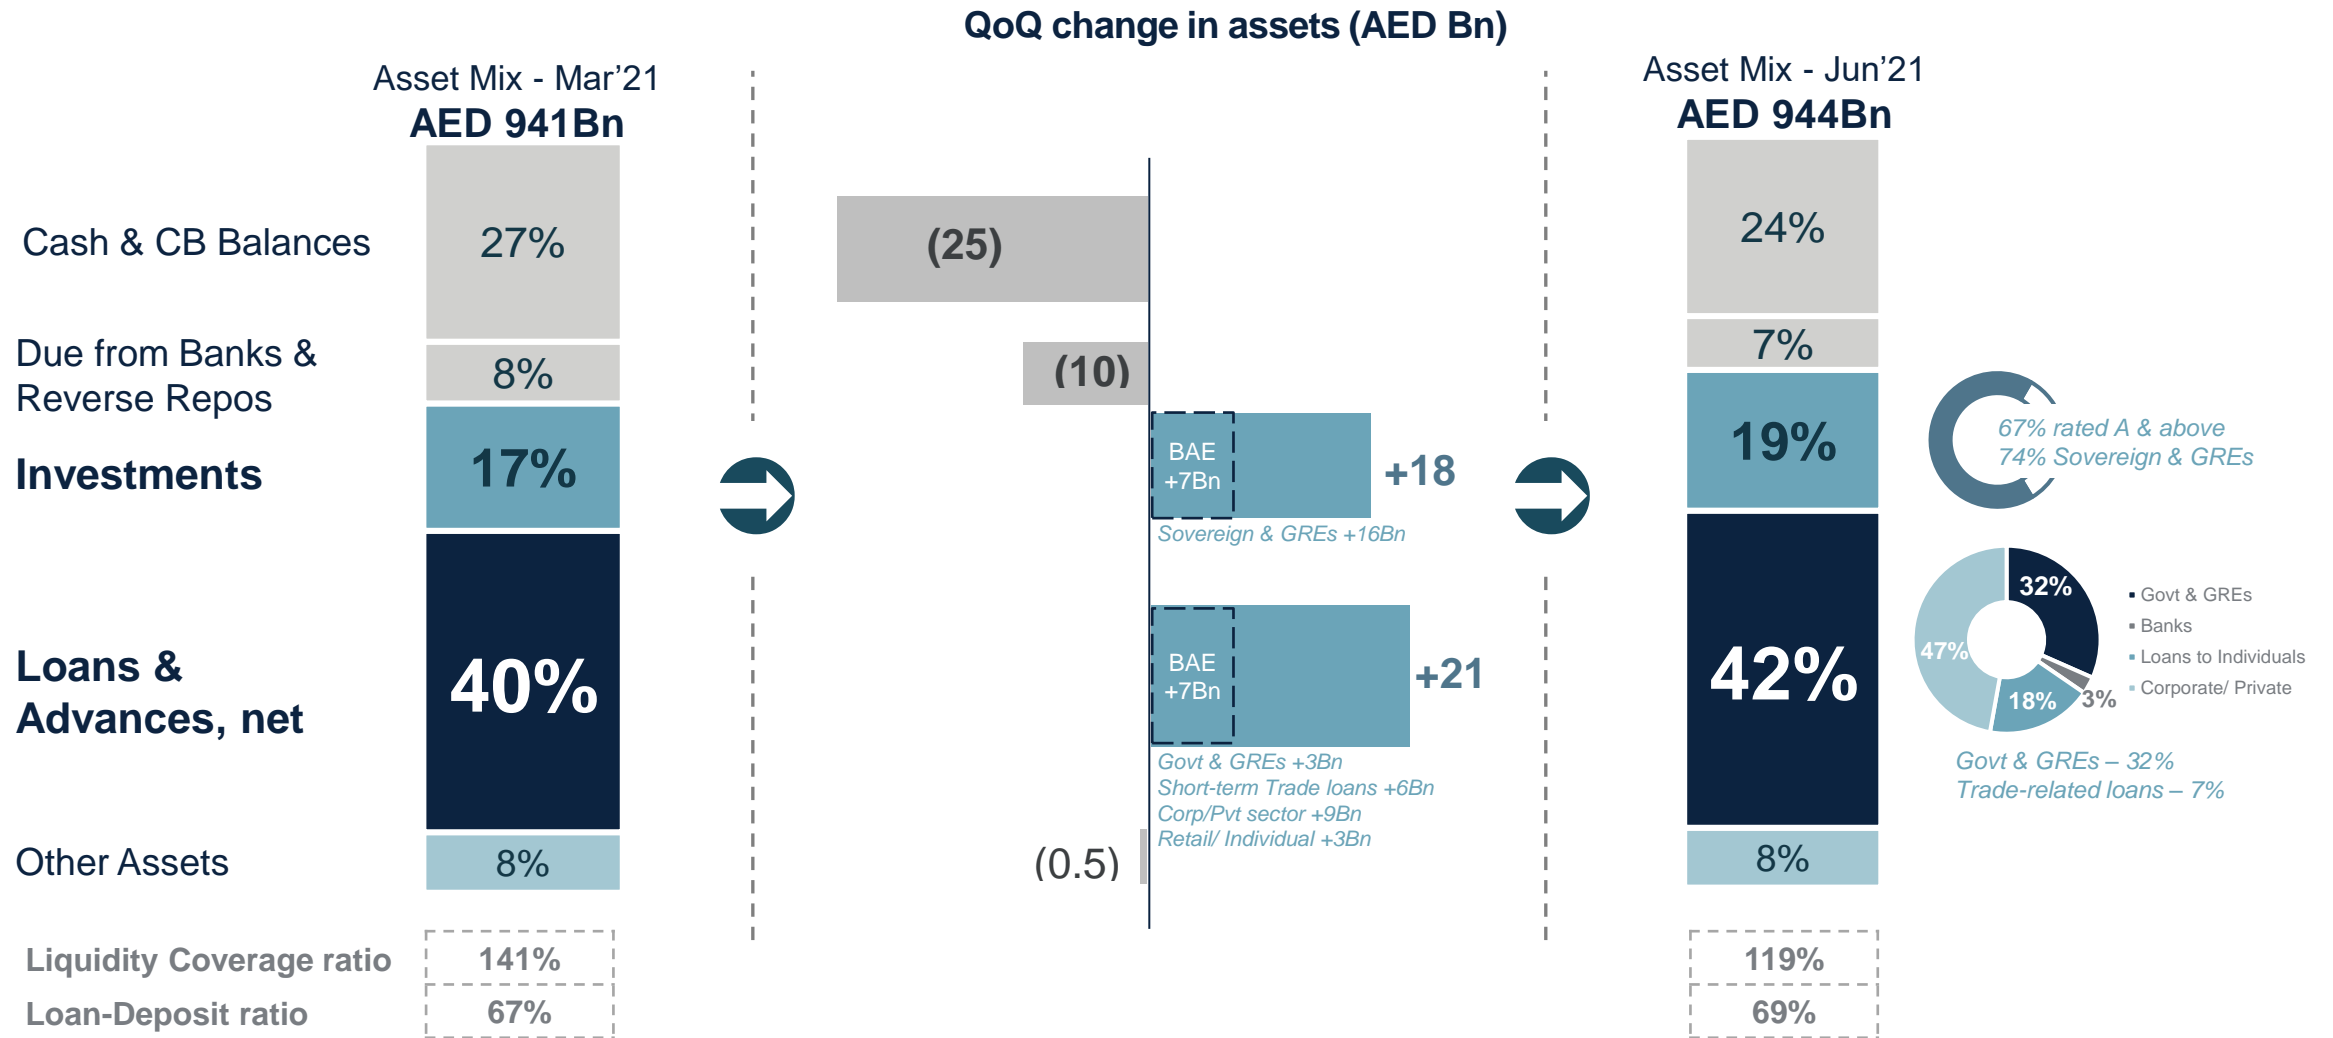 QoQ change in assets (AED Bn)
Asset Mix - Mar’21
AED 941Bn
Asset Mix - Jun’21
AED 944Bn
Cash & CB Balances
27%
(25)
24%
Due from Banks &
Reverse Repos
8%
(10)
7%
Investments
17%
BAE
+7Bn
+18
Sovereign & GREs +16Bn
19%
67% rated A & above
74% Sovereign & GREs
Loans &
Advances, net
40%
BAE
+7Bn
+21
Govt & GREs +3Bn
Short-term Trade loans +6Bn
Corp/Pvt sector +9Bn
Retail/ Individual +3Bn
42%
32%
47%
18%
3%
Govt & GREs
Banks
Loans to Individuals
Corporate/ Private
Govt & GREs – 32%
Trade-related loans – 7%
Other Assets
8%
(0.5)
8%
Liquidity Coverage ratio
141%
119%
Loan-Deposit ratio
67%
69%